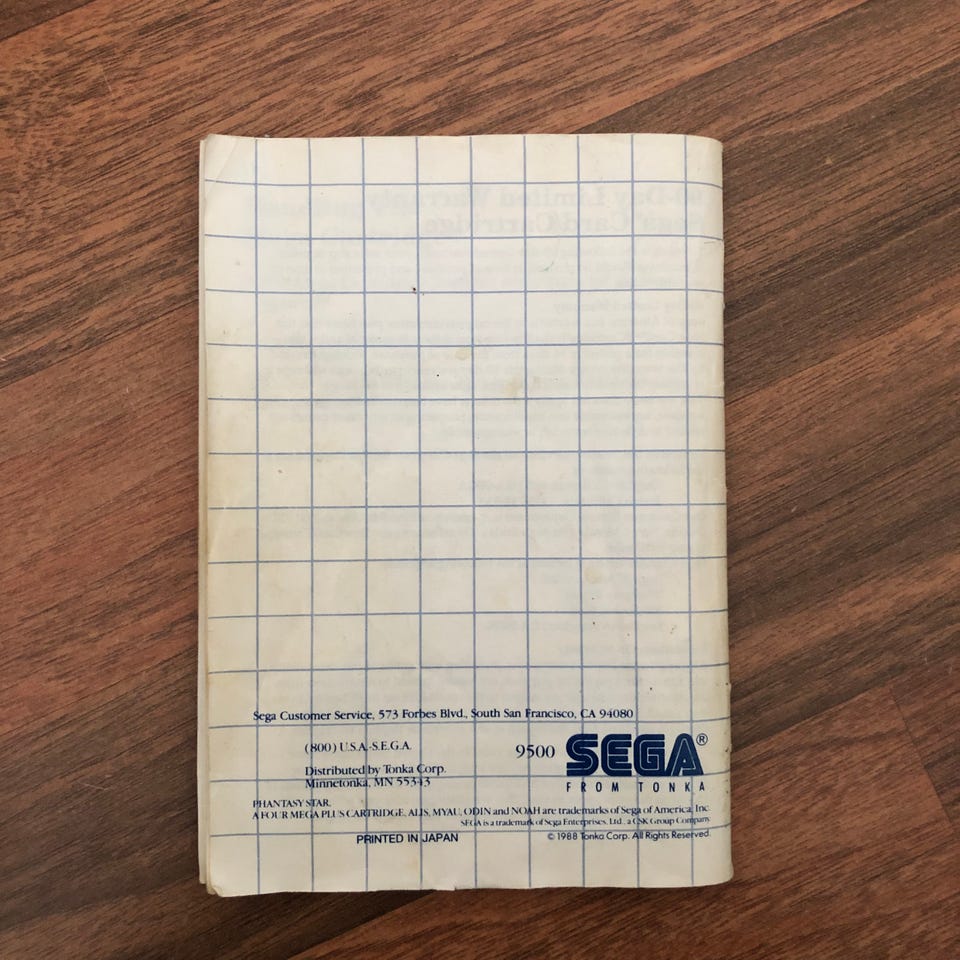 Sega Customer Service, 573 Forbes Blvd., South San Francisco, CA 94080
(800) U.S.A.-S.E.G.A.
9500 SEGA®
FROM TONKA
Distributed by Tonka Corp.
Minnetonka, MN 55343
PHANTASY STAR,
A FOUR MEGA PLUS CARTRIDGE, ALIS, MYAU, ODIN and NOAH are trademarks of Sega of America, Inc.
SEGA is a trademark of Sega Enterprises, Ltd., a CSK Group Company
PRINTED IN JAPAN
© 1988 Tonka Corp. All Rights Reserved.